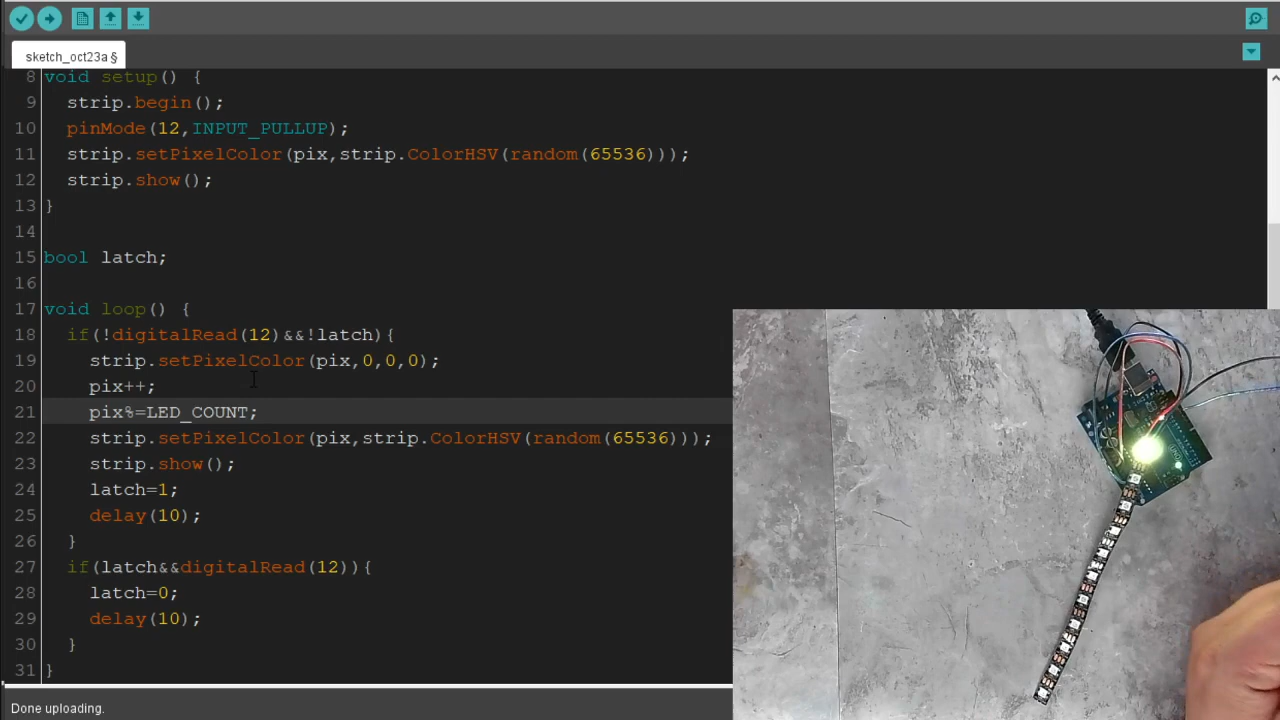 sketch_oct23a §
8 void setup() {
9 strip.begin();
10 pinMode(12,INPUT_PULLUP);
11 strip.setPixelColor(pix,strip.ColorHSV(random(65536)));
12 strip.show();
13 }
14
15 bool latch;
16
17 void loop() {
18 if(!digitalRead(12)&&!latch){
19 strip.setPixelColor(pix,0,0,0);
20 pix++;
21 pix%=LED_COUNT;
22 strip.setPixelColor(pix,strip.ColorHSV(random(65536)));
23 strip.show();
24 latch=1;
25 delay(10);
26 }
27 if(latch&&digitalRead(12)){
28 latch=0;
29 delay(10);
30 }
31 }
Done uploading.